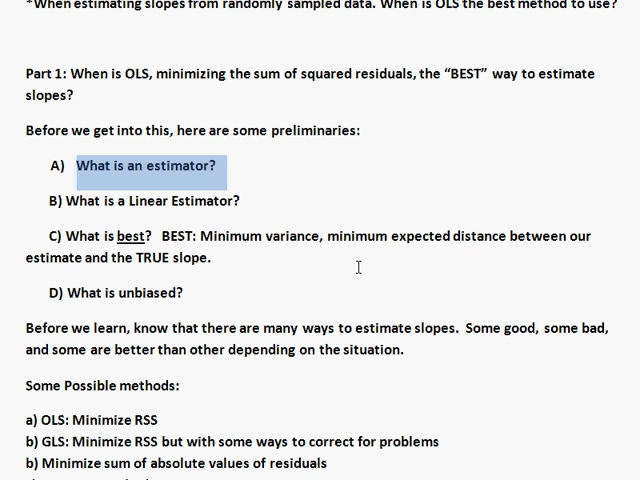 *When estimating slopes from randomly sampled data. When is OLS the best method to use?
Part 1: When is OLS, minimizing the sum of squared residuals, the “BEST” way to estimate
slopes?
Before we get into this, here are some preliminaries:
A) What is an estimator?
B) What is a Linear Estimator?
C) What is best? BEST: Minimum variance, minimum expected distance between our
estimate and the TRUE slope.
D) What is unbiased?
Before we learn, know that there are many ways to estimate slopes. Some good, some bad,
and some are better than other depending on the situation.
Some Possible methods:
a) OLS: Minimize RSS
b) GLS: Minimize RSS but with some ways to correct for problems
b) Minimize sum of absolute values of residuals